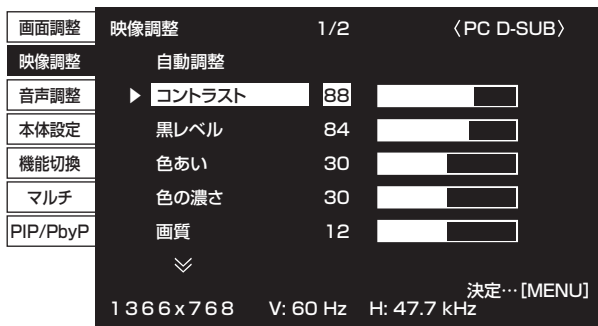 画面調整
映像調整
音声調整
本体設定
機能切換
マルチ
PIP/PbyP
映像調整 1/2 〈PC D-SUB〉
自動調整
コントラスト 88
黒レベル 84
色あい 30
色の濃さ 30
画質 12
決定…[MENU]
1366x768 V: 60 Hz H: 47.7 kHz